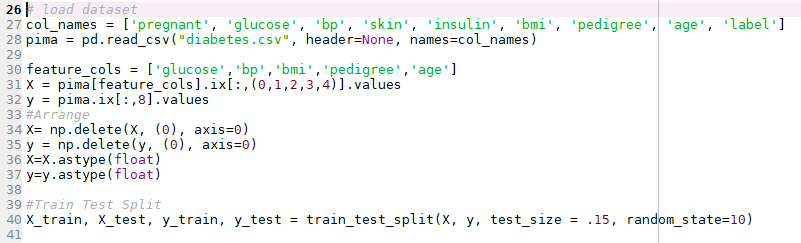 26 # load dataset
27 col_names = ['pregnant', 'glucose', 'bp', 'skin', 'insulin', 'bmi', 'pedigree', 'age', 'label']
28 pima = pd.read_csv("diabetes.csv", header=None, names=col_names)
29
30 feature_cols = ['glucose','bp','bmi','pedigree','age']
31 X = pima[feature_cols].ix[:,(0,1,2,3,4)].values
32 y = pima.ix[:,8].values
33 #Arrange
34 X= np.delete(X, (0), axis=0)
35 y = np.delete(y, (0), axis=0)
36 X=X.astype(float)
37 y=y.astype(float)
38
39 #Train Test Split
40 X_train, X_test, y_train, y_test = train_test_split(X, y, test_size = .15, random_state=10)
41